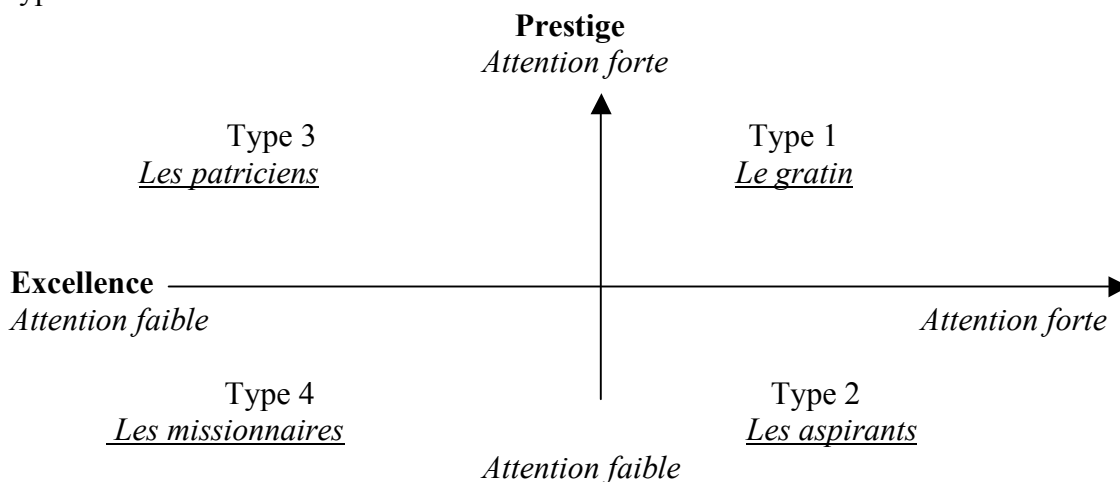 Prestige
Attention forte
Type 3
Type 1
Les patriciens
Le gratin
Excellence
Attention faible
Attention forte
Type 4
Type 2
Les missionnaires
Les aspirants
Attention faible